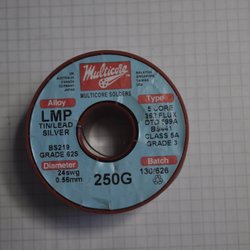 Multicore
MULTICORE SOLDERS
Alloy
LMP
TIN/LEAD
SILVER
BS219
GRADE 62S
Diameter
24swg
0.56mm
250G
Type
5 CORE
362 FLUX
DTD 599A
BS441
CLASS 5A
GRADE 3
Batch
130/626